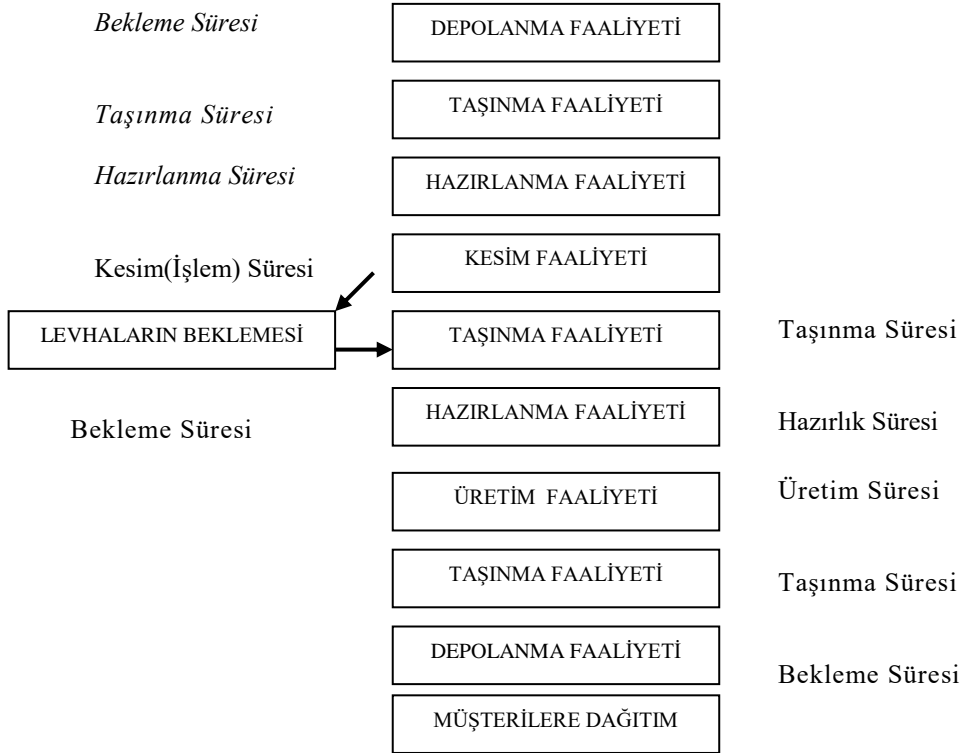 Bekleme Süresi
DEPOLANMA FAALİYETİ
Taşınma Süresi
TAŞINMA FAALİYETİ
Hazırlanma Süresi
HAZIRLANMA FAALİYETİ
Kesim(İşlem) Süresi
KESİM FAALİYETİ
LEVHALARIN BEKLEMESİ
TAŞINMA FAALİYETİ
Taşınma Süresi
Bekleme Süresi
HAZIRLANMA FAALİYETİ
Hazırlık Süresi
ÜRETİM FAALİYETİ
Üretim Süresi
TAŞINMA FAALİYETİ
Taşınma Süresi
DEPOLANMA FAALİYETİ
Bekleme Süresi
MÜŞTERİLERE DAĞITIM